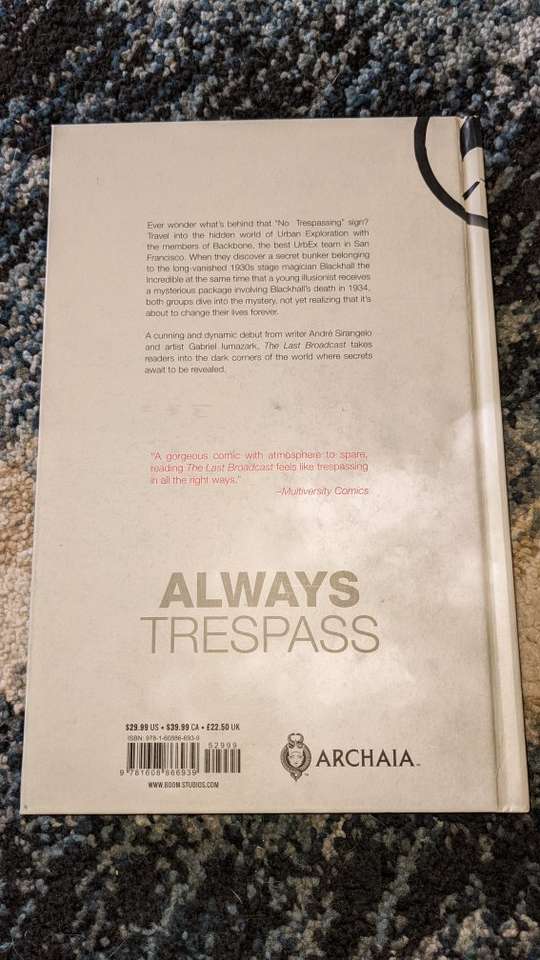 Ever wonder what's behind that "No Trespassing" sign?
Travel into the hidden world of Urban Exploration with
the members of Backbone, the best UrbEx team in San
Francisco. When they discover a secret bunker belonging
to the long-vanished 1930s stage magician Blackhall the
Incredible at the same time that a young illusionist receives
a mysterious package involving Blackhall's death in 1934,
both groups dive into the mystery, not yet realizing that it's
about to change their lives forever.
A cunning and dynamic debut from writer André Sirangelo
and artist Gabriel Iumazark, The Last Broadcast takes
readers into the dark corners of the world where secrets
await to be revealed.
"A gorgeous comic with atmosphere to spare,
reading The Last Broadcast feels like trespassing
in all the right ways."
–Multiversity Comics
ALWAYS
TRESPASS
$29.99 US • $39.99 CA • £22.50 UK
ISBN: 978-1-60886-693-9
52999
9 781608 866939
WWW.BOOM-STUDIOS.COM
ARCHAIA™